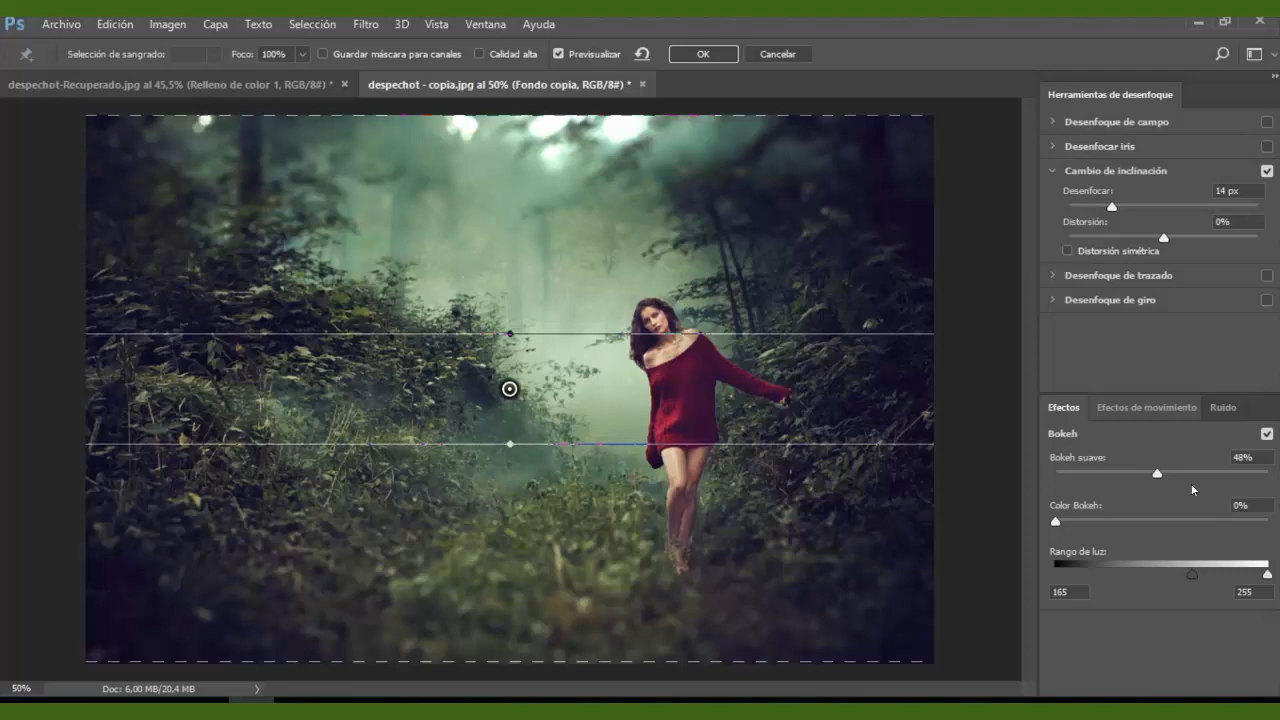 Ps Archivo Edición Imagen Capa Texto Selección Filtro 3D Vista Ventana Ayuda
Selección de sangrado: Foco: 100% Guardar máscara para canales Calidad alta Previsualizar OK Cancelar
despechot-Recuperado.jpg al 45,5% (Relleno de color 1, RGB/8#) * despechot - copia.jpg al 50% (Fondo copia, RGB/8#) *
Herramientas de desenfoque
Desenfoque de campo
Desenfocar iris
Cambio de inclinación
Desenfocar: 14 px
Distorsión: 0%
Distorsión simétrica
Desenfoque de trazado
Desenfoque de giro
Efectos Efectos de movimiento Ruido
Bokeh
Bokeh suave: 48%
Color Bokeh: 0%
Rango de luz:
165 255
50% Doc: 6,00 MB/20,4 MB